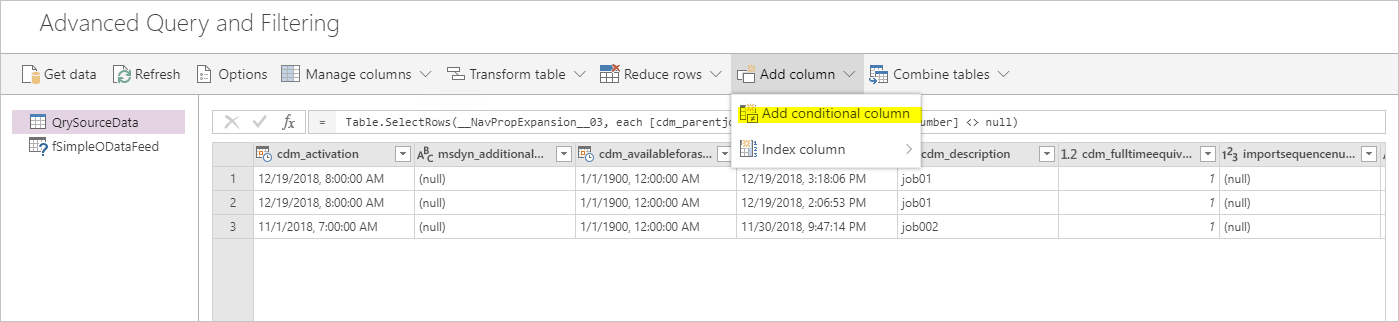 Advanced Query and Filtering
Get data Refresh Options Manage columns Transform table Reduce rows Add column Combine tables
QrySourceData
fSimpleODataFeed
Add conditional column
Index column
fx = Table.SelectRows(__NavPropExpansion__03, each [cdm_parentj umber] <> null)
cdm_activation ABC msdyn_additional... cdm_availableforas... cdm_description 1.2 cdm_fulltimeequiv... 123 importsequencenu...
1 12/19/2018, 8:00:00 AM (null) 1/1/1900, 12:00:00 AM 12/19/2018, 3:18:06 PM job01 1 (null)
2 12/19/2018, 8:00:00 AM (null) 1/1/1900, 12:00:00 AM 12/19/2018, 2:06:53 PM job01 1 (null)
3 11/1/2018, 7:00:00 AM (null) 1/1/1900, 12:00:00 AM 11/30/2018, 9:47:14 PM job002 1 (null)